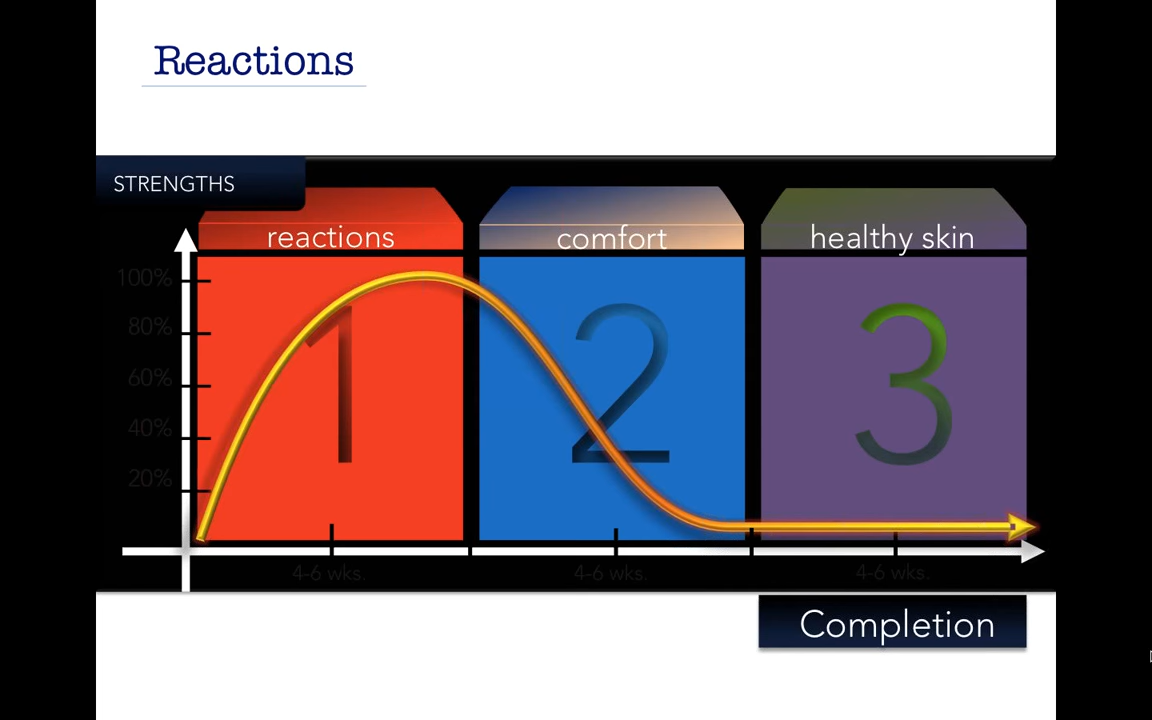 Reactions
STRENGTHS
reactions
comfort
healthy skin
100%
80%
60%
40%
20%
1
2
3
4-6 wks.
4-6 wks.
4-6 wks.
Completion